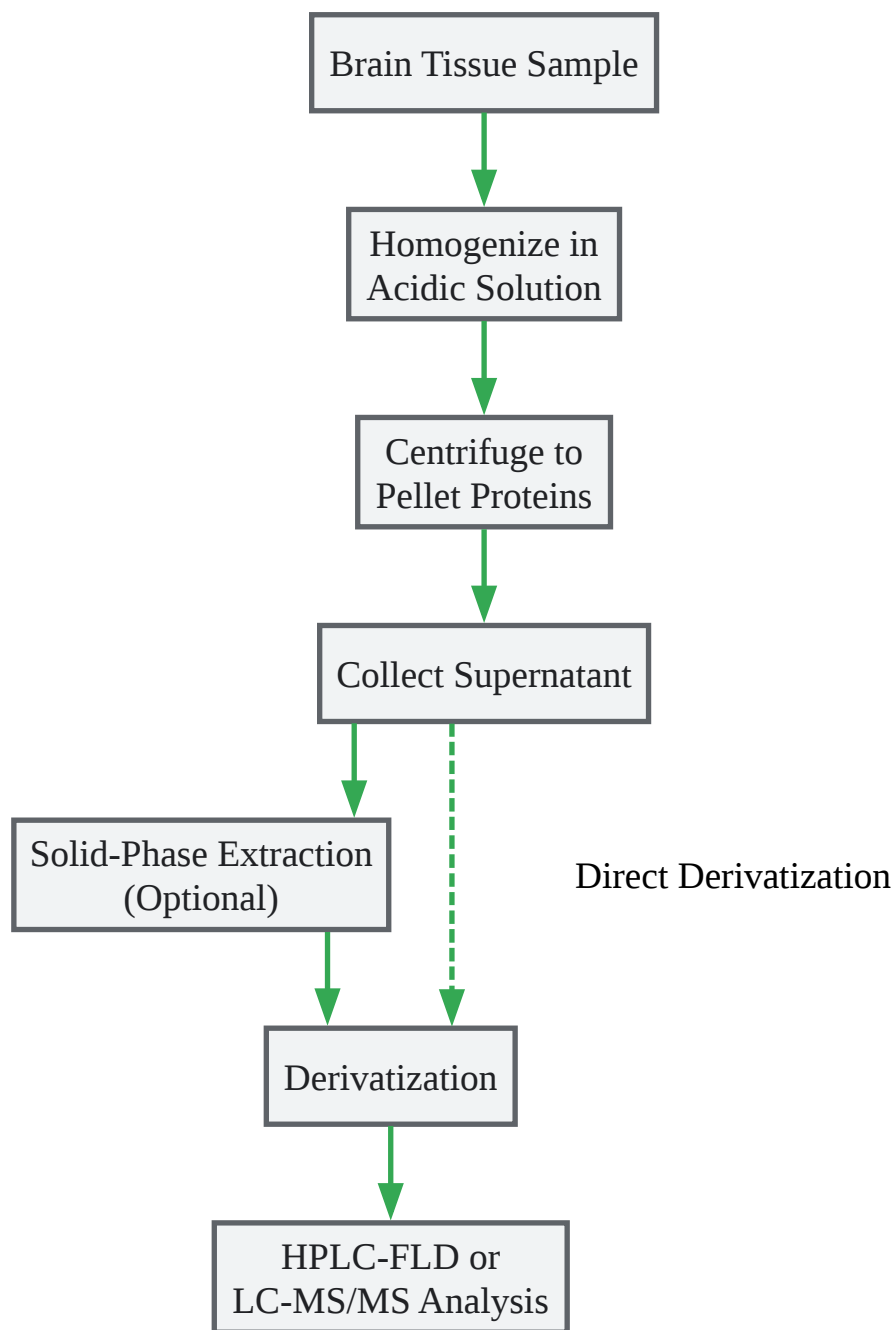 Brain Tissue Sample
Homogenize in
Acidic Solution
Centrifuge to
Pellet Proteins
Collect Supernatant
Solid-Phase Extraction
(Optional)
Direct Derivatization
Derivatization
HPLC-FLD or
LC-MS/MS Analysis